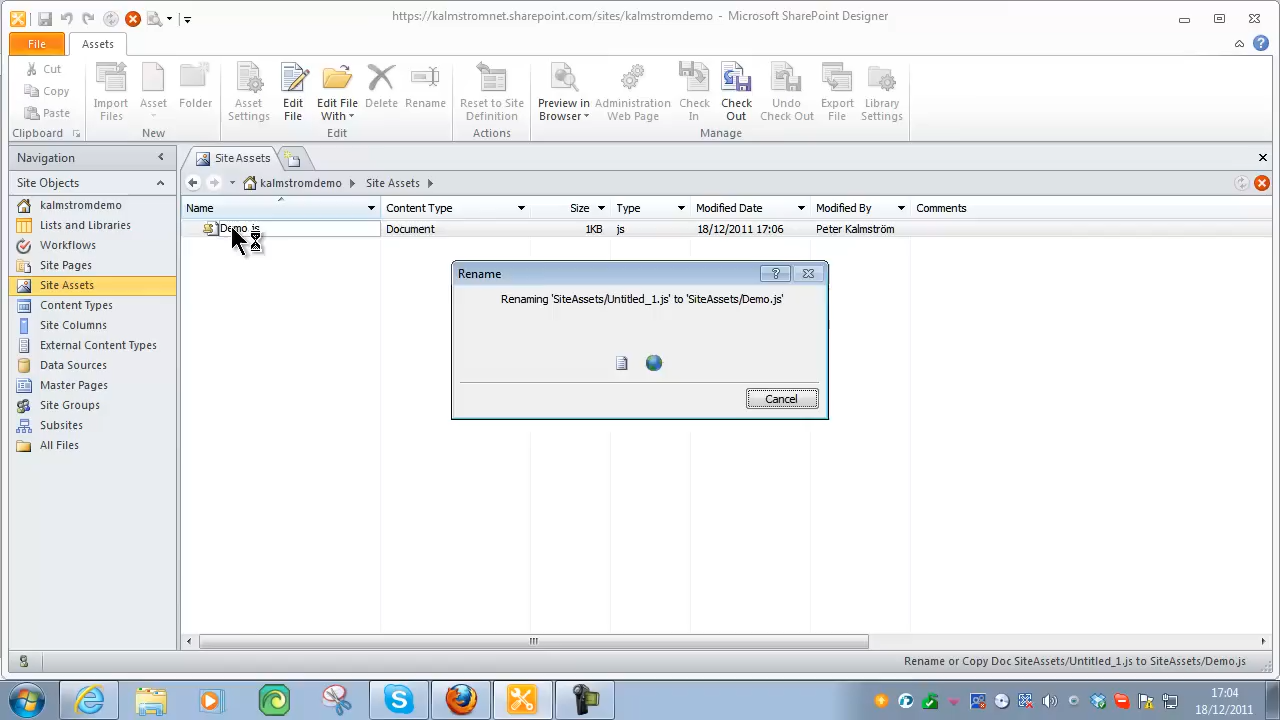 https://kalmstromnet.sharepoint.com/sites/kalmstromdemo - Microsoft SharePoint Designer
File
Assets
Cut
Copy
Paste
Clipboard
Import Files
Asset
Folder
New
Asset Settings
Edit File
Edit File With
Delete
Rename
Edit
Reset to Site Definition
Actions
Preview in Browser
Administration Web Page
Check In
Check Out
Undo Check Out
Export File
Library Settings
Manage
Navigation
Site Objects
kalmstromdemo
Lists and Libraries
Workflows
Site Pages
Site Assets
Content Types
Site Columns
External Content Types
Data Sources
Master Pages
Site Groups
Subsites
All Files
Site Assets
kalmstromdemo
Site Assets
Name Content Type Size Type Modified Date Modified By Comments
Demo.js Document 1KB js 18/12/2011 17:06 Peter Kalmström
Rename
Renaming 'SiteAssets/Untitled_1.js' to 'SiteAssets/Demo.js'
Cancel
Rename or Copy Doc SiteAssets/Untitled_1.js to SiteAssets/Demo.js
17:04
18/12/2011